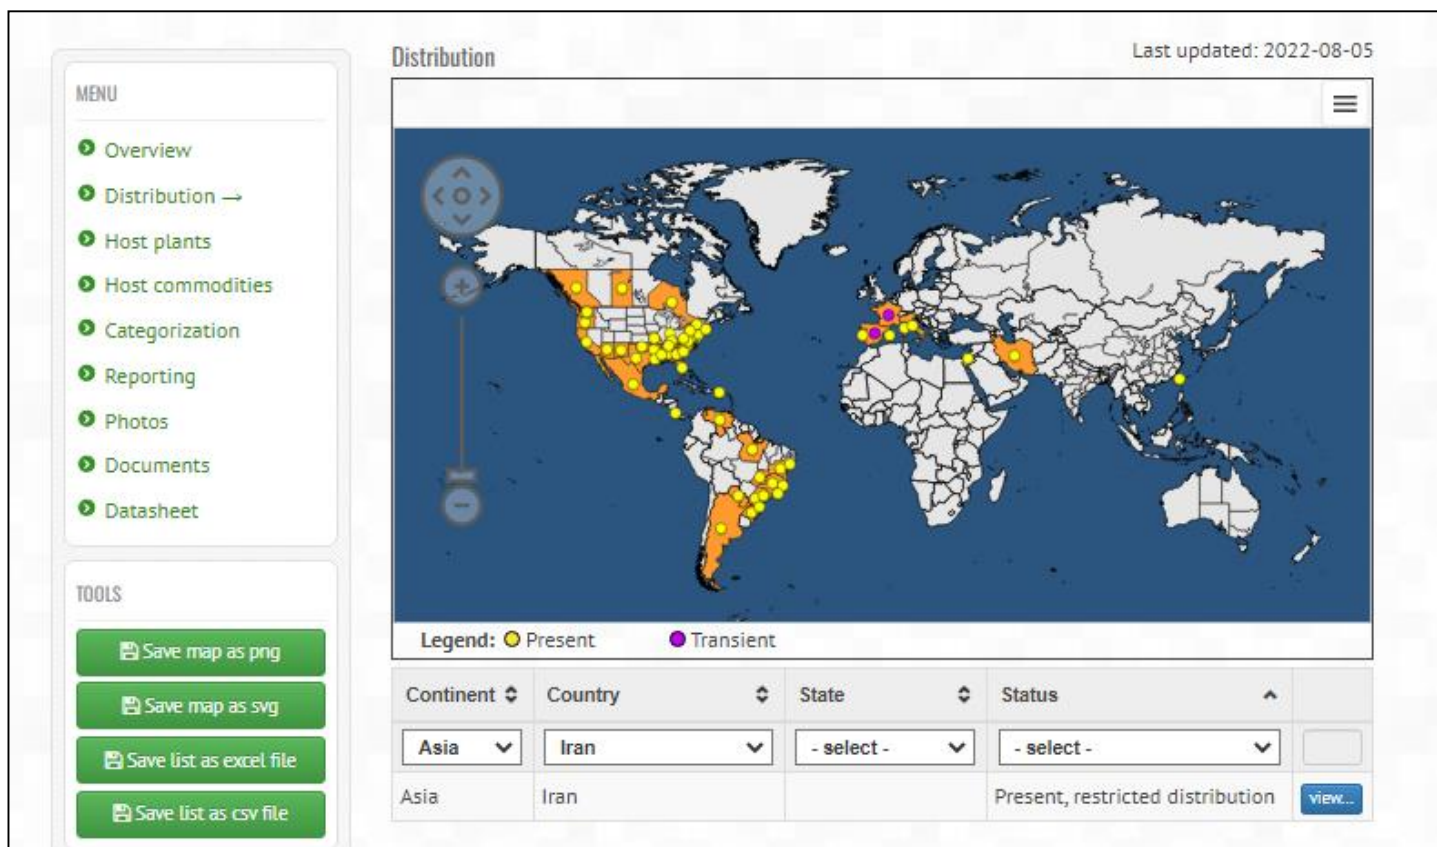 MENU
Overview
Distribution →
Host plants
Host commodities
Categorization
Reporting
Photos
Documents
Datasheet
TOOLS
Save map as png
Save map as svg
Save list as excel file
Save list as csv file
Distribution
Last updated: 2022-08-05
Legend: Present Transient
Continent Country State Status
Asia Iran - select - - select -
Asia Iran Present, restricted distribution view...